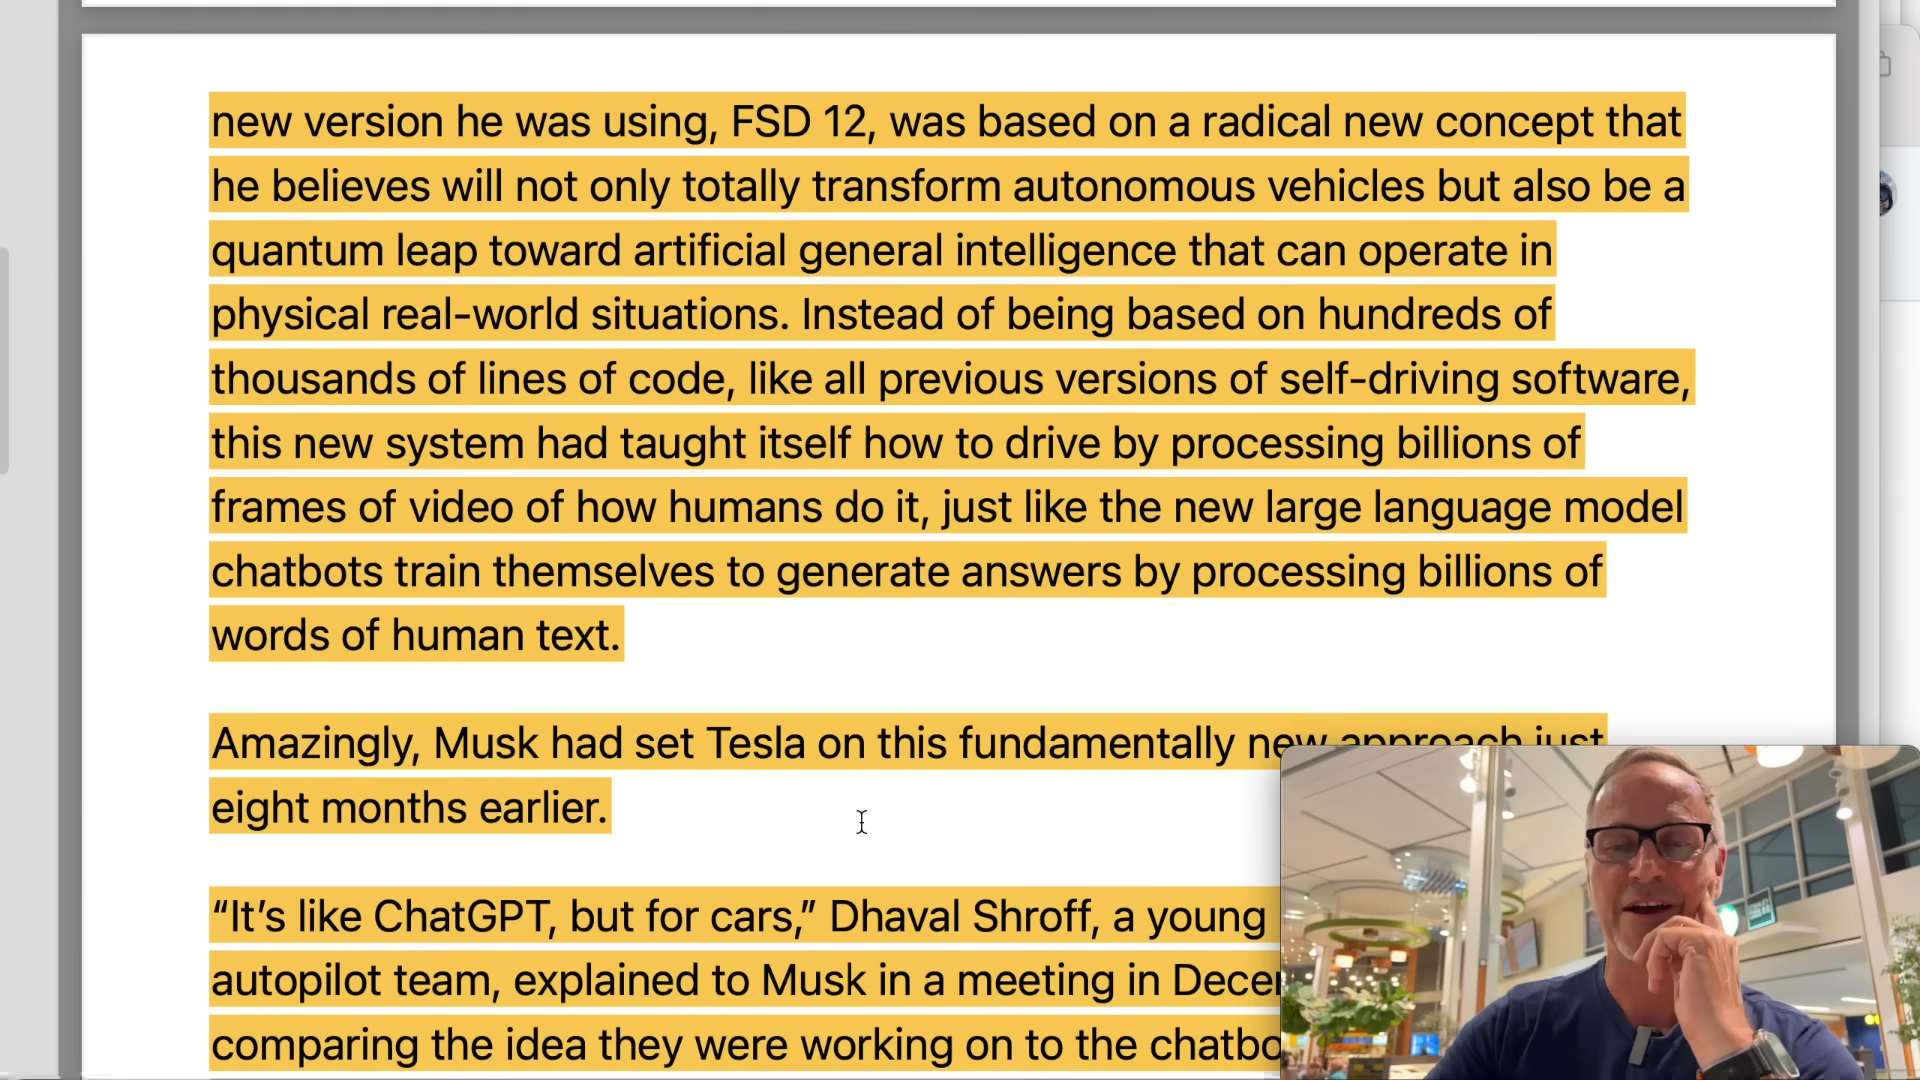 new version he was using, FSD 12, was based on a radical new concept that
he believes will not only totally transform autonomous vehicles but also be a
quantum leap toward artificial general intelligence that can operate in
physical real-world situations. Instead of being based on hundreds of
thousands of lines of code, like all previous versions of self-driving software,
this new system had taught itself how to drive by processing billions of
frames of video of how humans do it, just like the new large language model
chatbots train themselves to generate answers by processing billions of
words of human text.
Amazingly, Musk had set Tesla on this fundamentally new approach just
eight months earlier.
“It’s like ChatGPT, but for cars,” Dhaval Shroff, a young
autopilot team, explained to Musk in a meeting in
comparing the idea they were working on to the